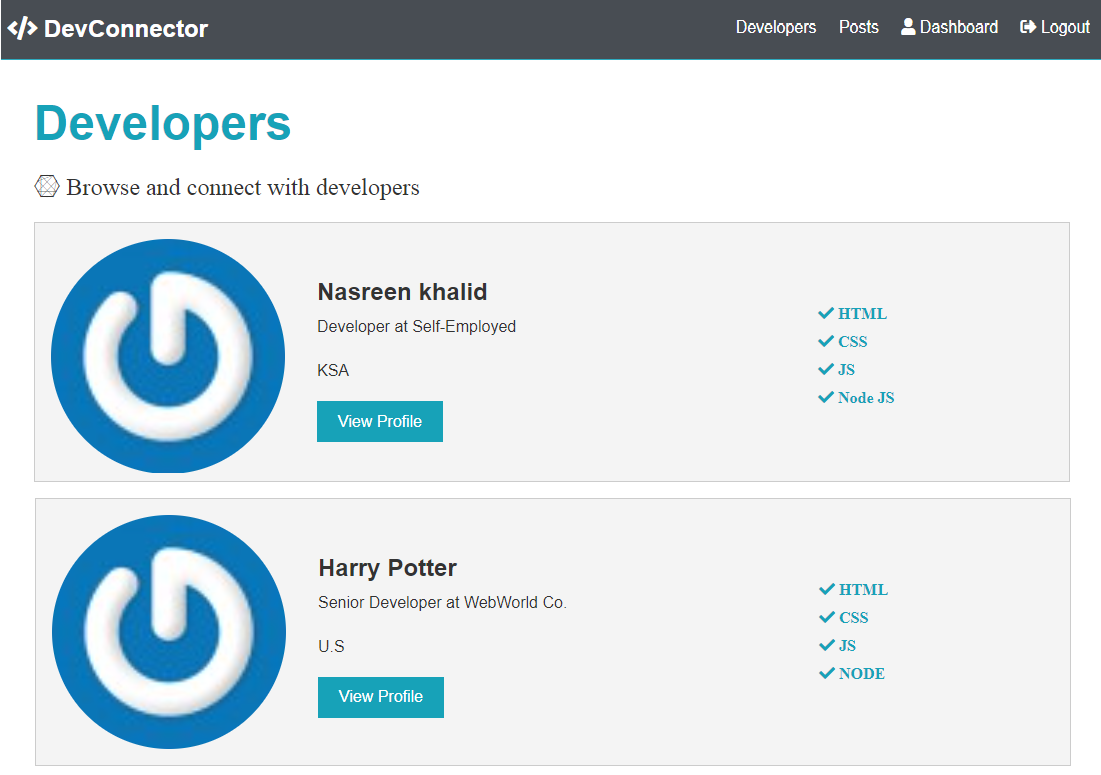 DevConnector
Developers Posts Dashboard Logout
Developers
Browse and connect with developers
Nasreen khalid
Developer at Self-Employed
KSA
View Profile
HTML
CSS
JS
Node JS
Harry Potter
Senior Developer at WebWorld Co.
U.S
View Profile
HTML
CSS
JS
NODE